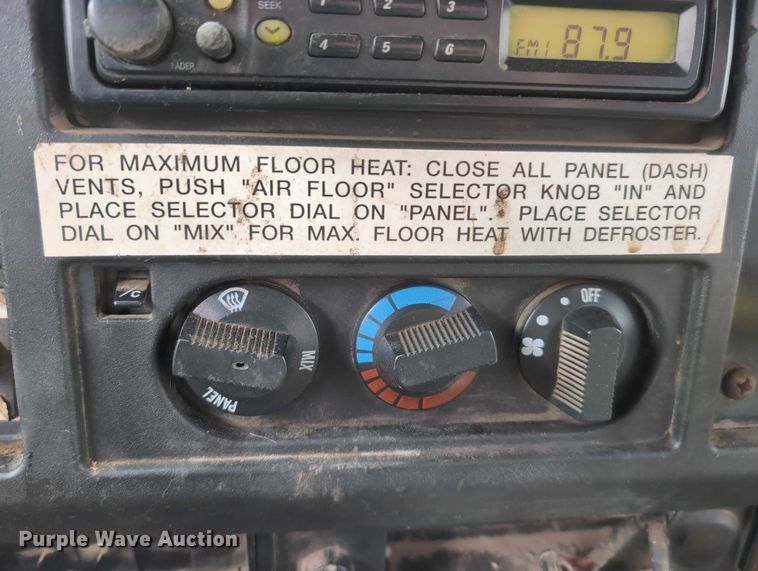 SEEK
1 2 3
BASS
FADER
4 5 6
FM1 87.9
FOR MAXIMUM FLOOR HEAT: CLOSE ALL PANEL (DASH)
VENTS, PUSH "AIR FLOOR" SELECTOR KNOB "IN" AND
PLACE SELECTOR DIAL ON "PANEL". PLACE SELECTOR
DIAL ON "MIX" FOR MAX. FLOOR HEAT WITH DEFROSTER.
A/C
MIX
PANEL
OFF
Purple Wave Auction